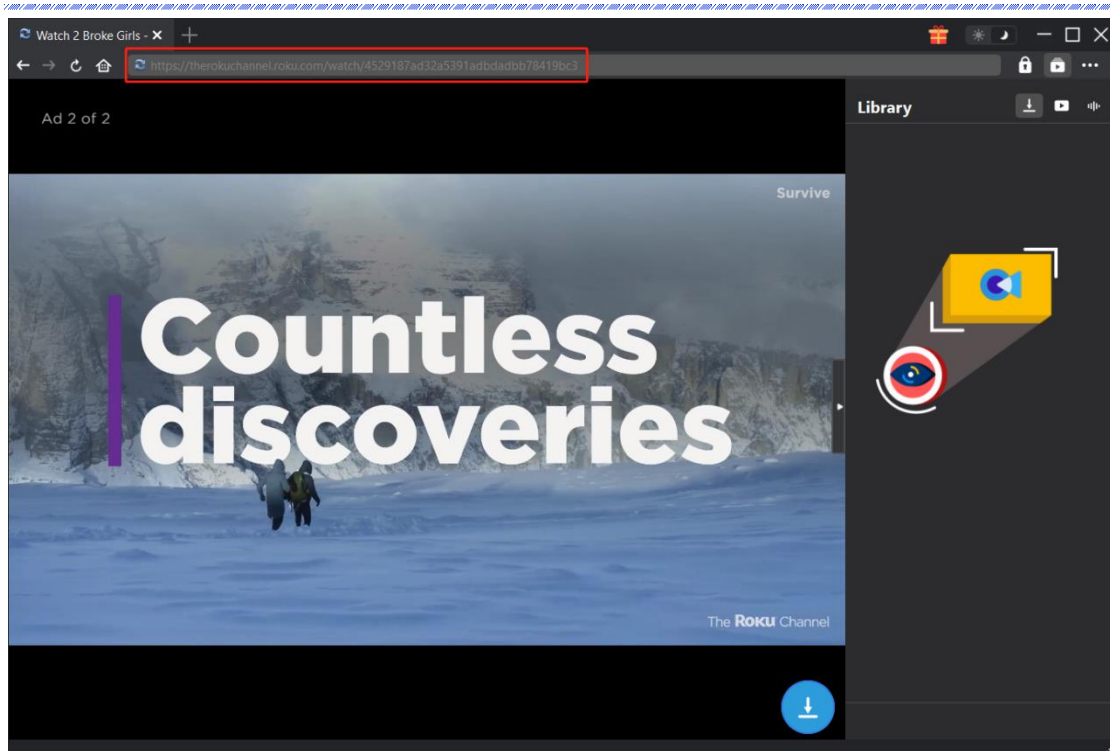 Watch 2 Broke Girls -
https://therokuchannel.roku.com/watch/4529187ad32a5391adbdadbb78419bc3
Library
Ad 2 of 2
Survive
Countless
discoveries
The ROKU Channel